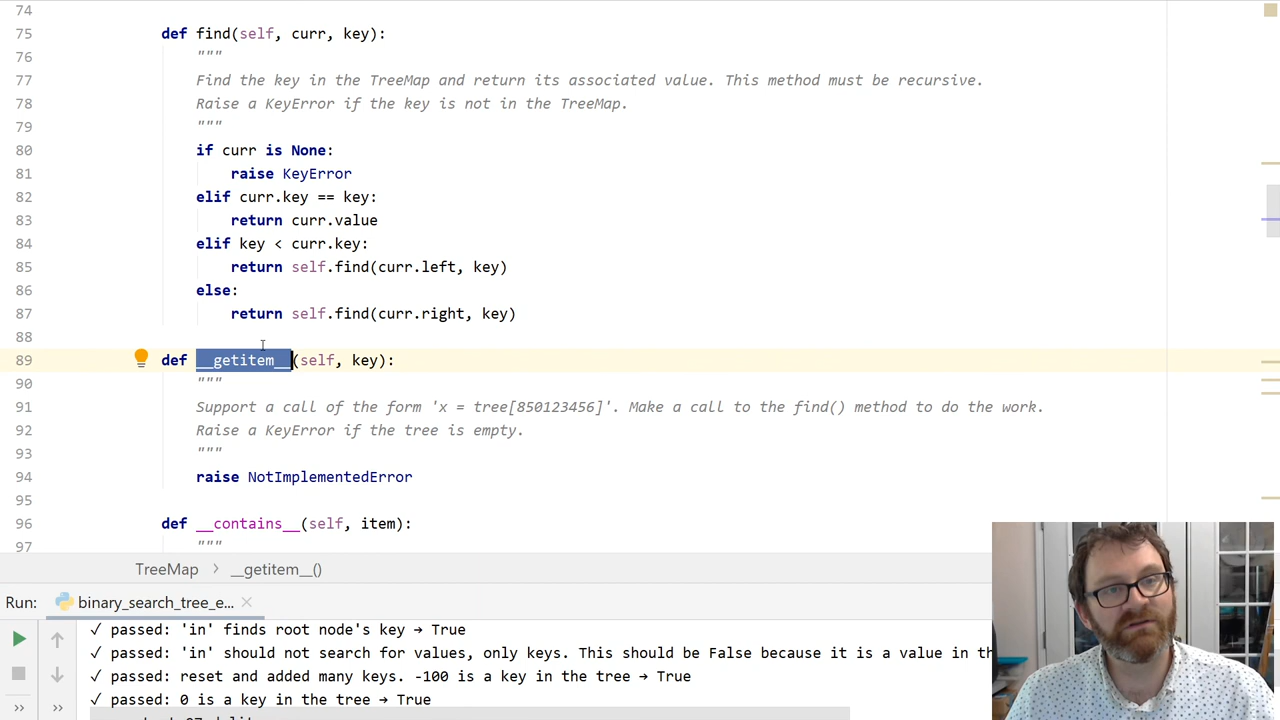 74
75 def find(self, curr, key):
76 """
77 Find the key in the TreeMap and return its associated value. This method must be recursive.
78 Raise a KeyError if the key is not in the TreeMap.
79 """
80 if curr is None:
81 raise KeyError
82 elif curr.key == key:
83 return curr.value
84 elif key < curr.key:
85 return self.find(curr.left, key)
86 else:
87 return self.find(curr.right, key)
88
89 def __getitem__(self, key):
90 """
91 Support a call of the form 'x = tree[850123456]'. Make a call to the find() method to do the work.
92 Raise a KeyError if the tree is empty.
93 """
94 raise NotImplementedError
95
96 def __contains__(self, item):
97 """
TreeMap > __getitem__()
Run: binary_search_tree_e...
✓ passed: 'in' finds root node's key → True
✓ passed: 'in' should not search for values, only keys. This should be False because it is a value in th
✓ passed: reset and added many keys. -100 is a key in the tree → True
✓ passed: 0 is a key in the tree → True